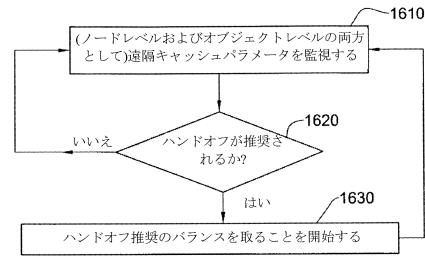 1610
(ノードレベルおよびオブジェクトレベルの両方
として)遠隔キャッシュパラメータを監視する
1620
ハンドオフが推奨さ
れるか?
いいえ
はい
1630
ハンドオフ推奨のバランスを取ることを開始する